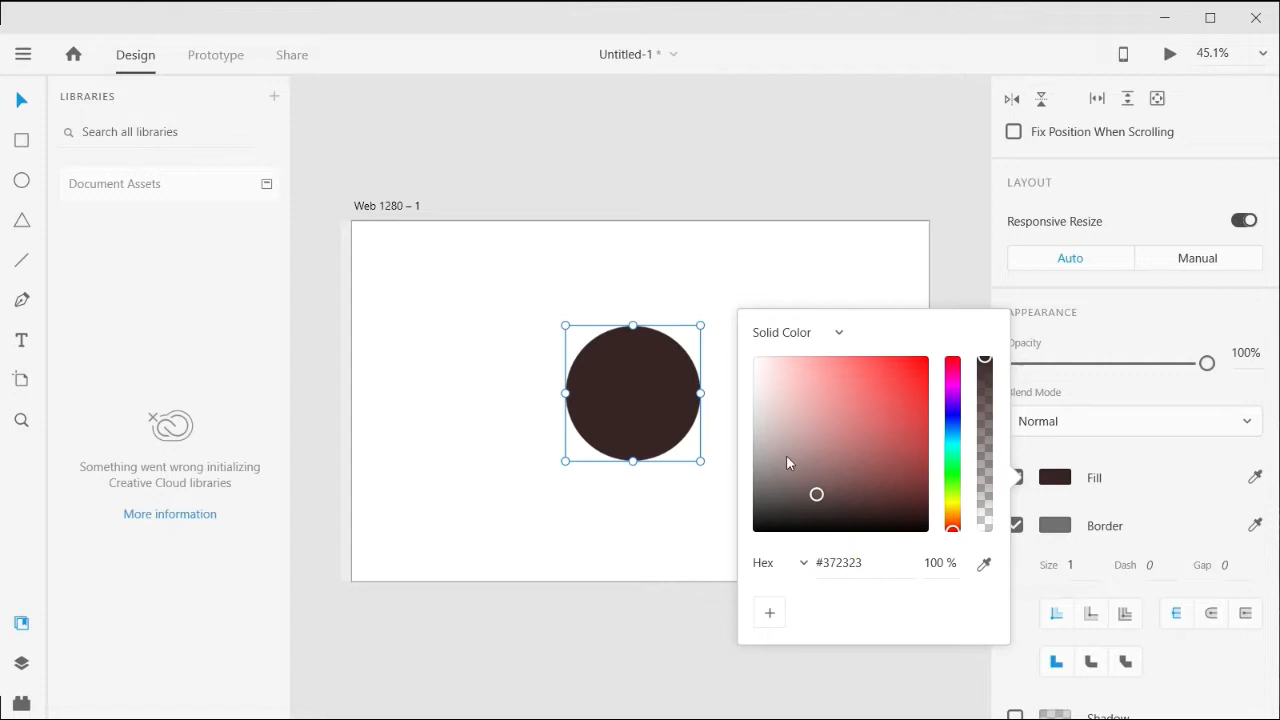 Design
Prototype
Share
Untitled-1 *
45.1%
LIBRARIES
Search all libraries
Document Assets
Something went wrong initializing
Creative Cloud libraries
More information
Web 1280 – 1
Solid Color
Hex
#372323
100 %
Fix Position When Scrolling
LAYOUT
Responsive Resize
Auto
Manual
APPEARANCE
Opacity
100%
Blend Mode
Normal
Fill
Border
Size 1
Dash 0
Gap 0
Shadow